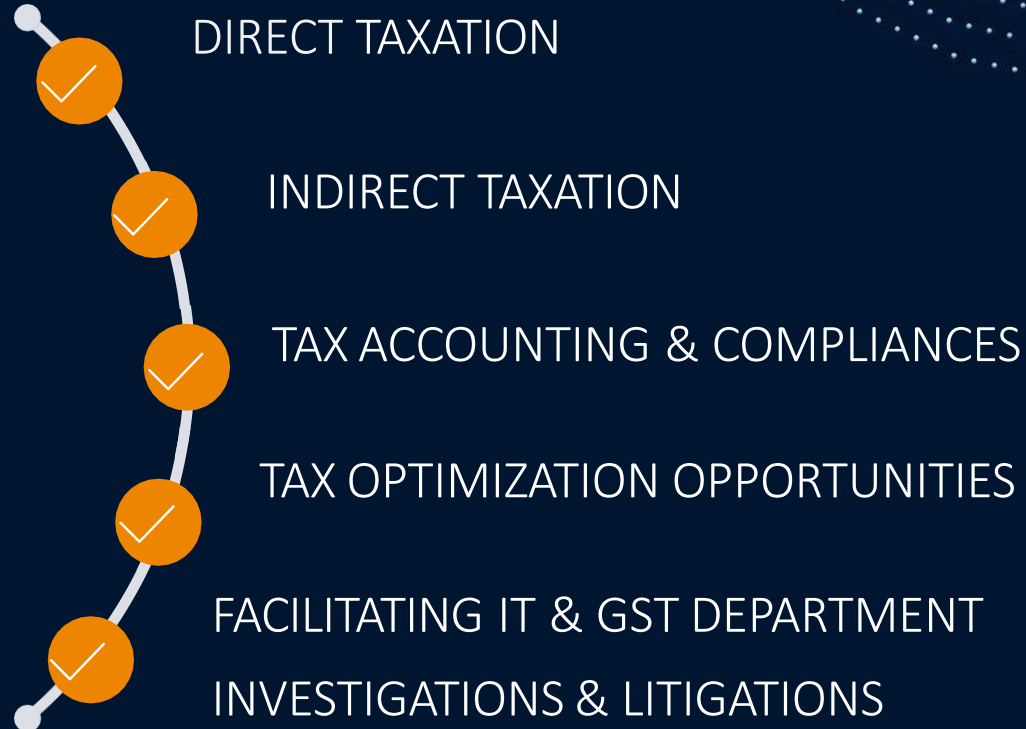 DIRECT TAXATION
INDIRECT TAXATION
TAX ACCOUNTING & COMPLIANCES
TAX OPTIMIZATION OPPORTUNITIES
FACILITATING IT & GST DEPARTMENT
INVESTIGATIONS & LITIGATIONS